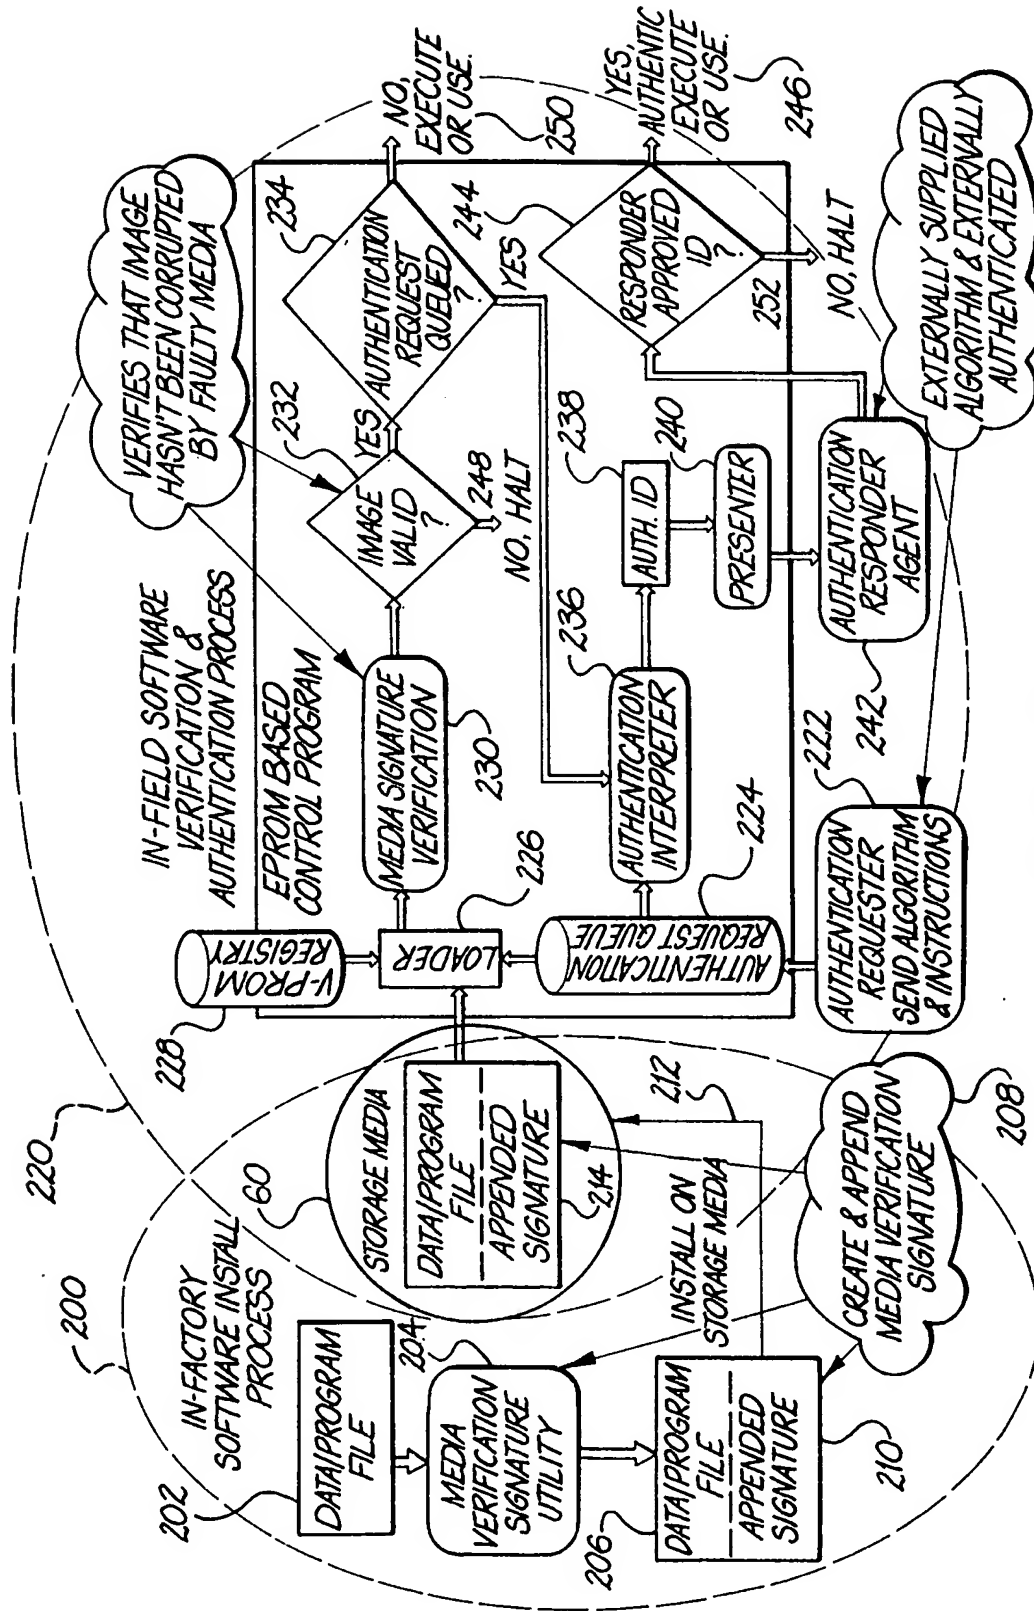 200
IN-FACTORY
SOFTWARE INSTALL
PROCESS
202
DATA/PROGRAM
FILE
204
MEDIA
VERIFICATION
SIGNATURE
UTILITY
206
DATA/PROGRAM
FILE
APPENDED
SIGNATURE
210
INSTALL ON
STORAGE MEDIA
212
60
STORAGE MEDIA
DATA/PROGRAM
FILE
APPENDED
SIGNATURE
214
CREATE & APPEND
MEDIA VERIFICATION
SIGNATURE
208
220
IN-FIELD SOFTWARE
VERIFICATION &
AUTHENTICATION PROCESS
EPROM BASED
CONTROL PROGRAM
228
V-PROM
REGISTRY
LOADER
226
AUTHENTICATION
REQUEST QUEUE
224
MEDIA SIGNATURE
VERIFICATION
230
VERIFIES THAT IMAGE
HASN'T BEEN CORRUPTED
BY FAULTY MEDIA
232
IMAGE
VALID
?
YES
248
NO, HALT
234
AUTHENTICATION
REQUEST
QUEUED
?
YES
NO,
EXECUTE
OR USE.
250
236
AUTHENTICATION
INTERPRETER
238
AUTH. ID
240
PRESENTER
244
RESPONDER
APPROVED
ID
?
YES,
AUTHENTIC
EXECUTE
OR USE.
246
252
NO, HALT
222
AUTHENTICATION
REQUESTER
SEND ALGORITHM
& INSTRUCTIONS
242
AUTHENTICATION
RESPONDER
AGENT
EXTERNALLY SUPPLIED
ALGORITHM & EXTERNALLY
AUTHENTICATED